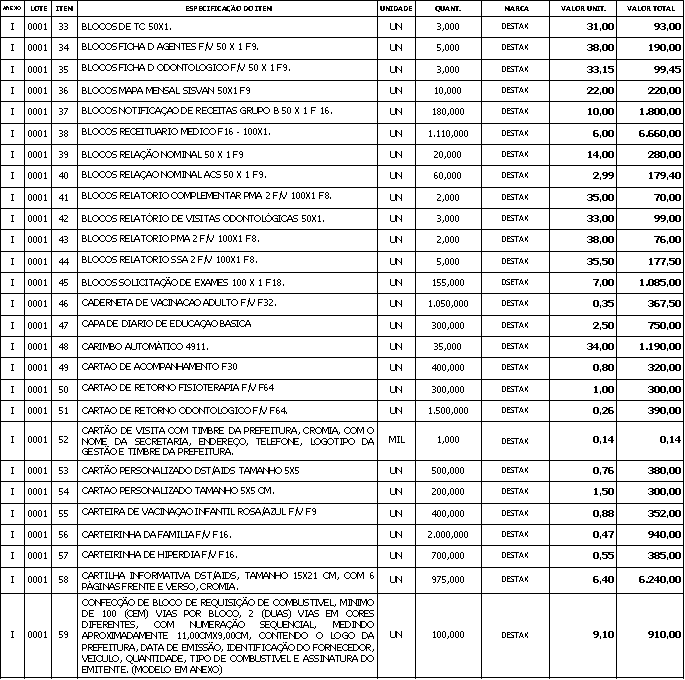 ANEXO LOTE ITEM ESPECIFICAÇÃO DO ITEM UNIDADE QUANT. MARCA VALOR UNIT. VALOR TOTAL
I 0001 33 BLOCOS DE TC 50X1. UN 3,000 DESTAK 31,00 93,00
I 0001 34 BLOCOS FICHA D AGENTES F/V 50 X 1 F9. UN 5,000 DESTAK 38,00 190,00
I 0001 35 BLOCOS FICHA D ODONTOLOGICO F/V 50 X 1 F9. UN 3,000 DESTAK 33,15 99,45
I 0001 36 BLOCOS MAPA MENSAL SISVAN 50X1 F9 UN 10,000 DESTAK 22,00 220,00
I 0001 37 BLOCOS NOTIFICAÇAO DE RECEITAS GRUPO B 50 X 1 F 16. UN 180,000 DESTAK 10,00 1.800,00
I 0001 38 BLOCOS RECEITUARIO MEDICO F16 - 100X1. UN 1.110,000 DESTAK 6,00 6.660,00
I 0001 39 BLOCOS RELAÇÃO NOMINAL 50 X 1 F9 UN 20,000 DESTAK 14,00 280,00
I 0001 40 BLOCOS RELAÇAO NOMINAL ACS 50 X 1 F9. UN 60,000 DESTAK 2,99 179,40
I 0001 41 BLOCOS RELATORIO COMPLEMENTAR PMA 2 F/V 100X1 F8. UN 2,000 DESTAK 35,00 70,00
I 0001 42 BLOCOS RELATÓRIO DE VISITAS ODONTOLÓGICAS 50X1. UN 3,000 DESTAK 33,00 99,00
I 0001 43 BLOCOS RELATORIO PMA 2 F/V 100X1 F8. UN 2,000 DESTAK 38,00 76,00
I 0001 44 BLOCOS RELATORIO SSA 2 F/V 100X1 F8. UN 5,000 DESTAK 35,50 177,50
I 0001 45 BLOCOS SOLICITAÇÃO DE EXAMES 100 X 1 F18. UN 155,000 DSETAK 7,00 1.085,00
I 0001 46 CADERNETA DE VACINACAO ADULTO F/V F32. UN 1.050,000 DESTAK 0,35 367,50
I 0001 47 CAPA DE DIARIO DE EDUCAÇAO BASICA UN 300,000 DESTAK 2,50 750,00
I 0001 48 CARIMBO AUTOMÁTICO 4911. UN 35,000 DESTAK 34,00 1.190,00
I 0001 49 CARTAO DE ACOMPANHAMENTO F30 UN 400,000 DESTAK 0,80 320,00
I 0001 50 CARTAO DE RETORNO FISIOTERAPIA F/V F64 UN 300,000 DESTAK 1,00 300,00
I 0001 51 CARTAO DE RETORNO ODONTOLOGICO F/V F64. UN 1.500,000 DESTAK 0,26 390,00
I 0001 52 CARTÃO DE VISITA COM TIMBRE DA PREFEITURA, CROMIA, COM O
NOME DA SECRETARIA, ENDEREÇO, TELEFONE, LOGOTIPO DA
GESTÃO E TIMBRE DA PREFEITURA. MIL 1,000 DESTAK 0,14 0,14
I 0001 53 CARTÃO PERSONALIZADO DST/AIDS TAMANHO 5X5 UN 500,000 DESTAK 0,76 380,00
I 0001 54 CARTAO PERSONALIZADO TAMANHO 5X5 CM. UN 200,000 DESTAK 1,50 300,00
I 0001 55 CARTEIRA DE VACINAÇAO INFANTIL ROSA/AZUL F/V F9 UN 400,000 DESTAK 0,88 352,00
I 0001 56 CARTEIRINHA DA FAMILIA F/V F16. UN 2.000,000 DESTAK 0,47 940,00
I 0001 57 CARTEIRINHA DE HIPERDIA F/V F16. UN 700,000 DESTAK 0,55 385,00
I 0001 58 CARTILHA INFORMATIVA DST/AIDS, TAMANHO 15X21 CM, COM 6
PÁGINAS FRENTE E VERSO, CROMIA. UN 975,000 DESTAK 6,40 6.240,00
I 0001 59 CONFECÇÃO DE BLOCO DE REQUISIÇÃO DE COMBUSTIVEL, MINIMO
DE 100 (CEM) VIAS POR BLOCO, 2 (DUAS) VIAS EM CORES
DIFERENTES, COM NUMERAÇÃO SEQUENCIAL, MEDINDO
APROXIMADAMENTE 11,00CMX9,00CM, CONTENDO O LOGO DA
PREFEITURA, DATA DE EMISSÃO, IDENTIFICAÇÃO DO FORNECEDOR,
VEICULO, QUANTIDADE, TIPO DE COMBUSTIVEL E ASSINATURA DO
EMITENTE. (MODELO EM ANEXO) UN 100,000 DESTAK 9,10 910,00